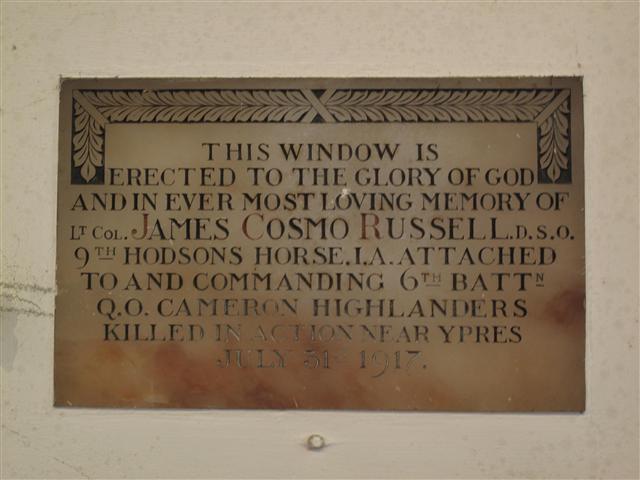 THIS WINDOW IS
ERECTED TO THE GLORY OF GOD
AND IN EVER MOST LOVING MEMORY OF
LT COL. JAMES COSMO RUSSELL.D.S.O.
9TH HODSONS HORSE.I.A.ATTACHED
TO AND COMMANDING 6TH BATTN
Q.O. CAMERON HIGHLANDERS
KILLED IN ACTION NEAR YPRES
JULY 31ST 1917.